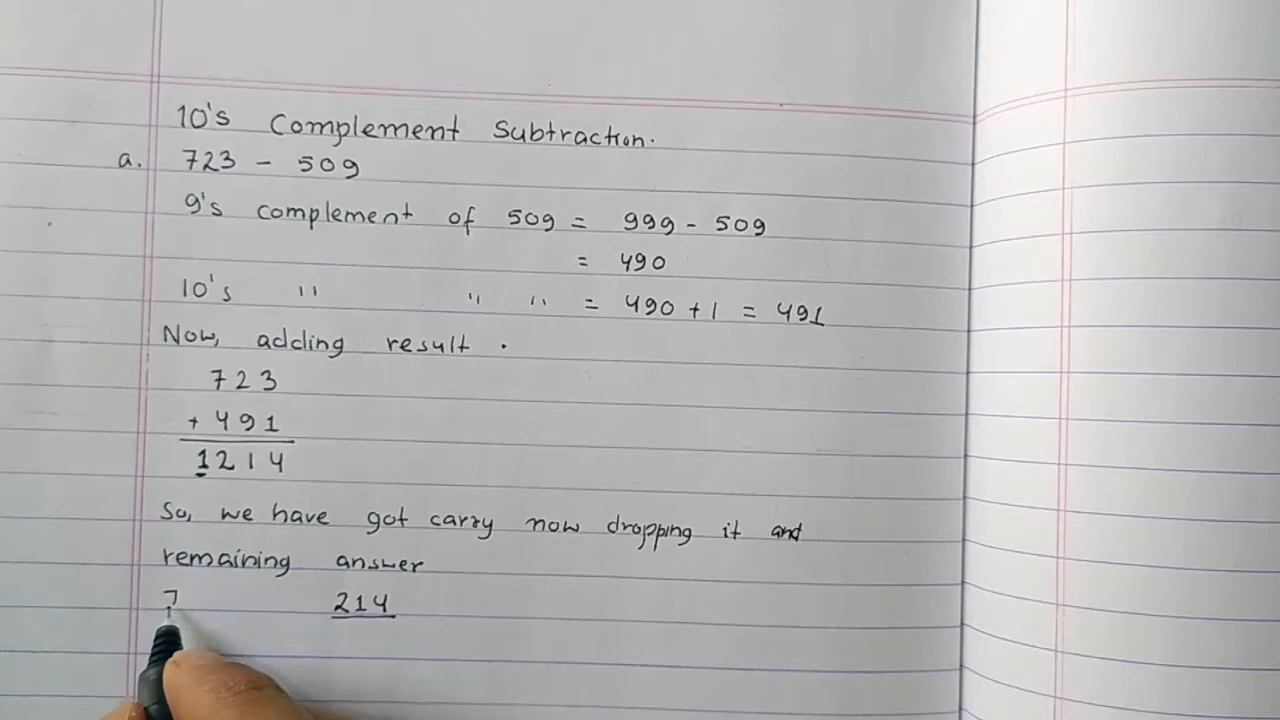 10's Complement Subtraction.
a. 723 - 509
9's complement of 509 = 999 - 509
= 490
10's " " " = 490 + 1 = 491
Now, adding result .
723
+ 491
1214
So, we have got carry now dropping it and
remaining answer
7 214